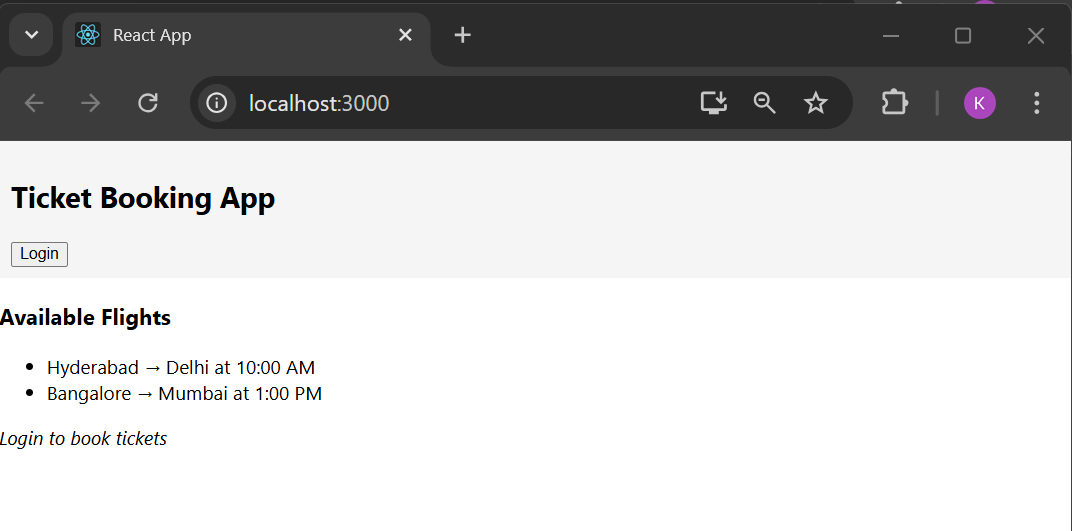 React App
localhost:3000
K
Ticket Booking App
Login
Available Flights
• Hyderabad → Delhi at 10:00 AM
• Bangalore → Mumbai at 1:00 PM
Login to book tickets